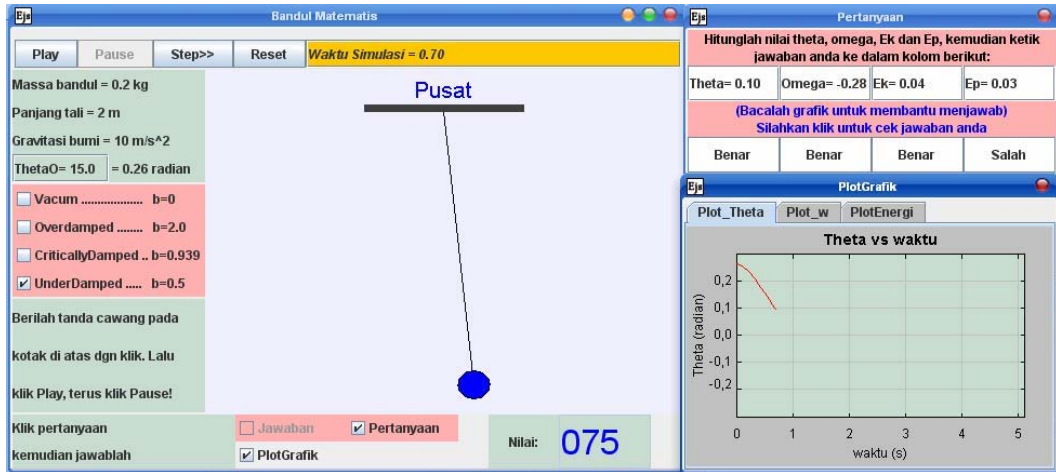 Ejs Bandul Matematis
Play Pause Step>> Reset Waktu Simulasi = 0.70
Massa bandul = 0.2 kg
Panjang tali = 2 m
Gravitasi bumi = 10 m/s^2
ThetaO= 15.0 = 0.26 radian
Vacum ................... b=0
Overdamped ........ b=2.0
CriticallyDamped .. b=0.939
UnderDamped ..... b=0.5
Berilah tanda cawang pada
kotak di atas dgn klik. Lalu
klik Play, terus klik Pause!
Pusat
Klik pertanyaan
kemudian jawablah
Jawaban Pertanyaan
PlotGrafik
Nilai: 075
Ejs Pertanyaan
Hitunglah nilai theta, omega, Ek dan Ep, kemudian ketik
jawaban anda ke dalam kolom berikut:
Theta= 0.10 Omega= -0.28 Ek= 0.04 Ep= 0.03
(Bacalah grafik untuk membantu menjawab)
Silahkan klik untuk cek jawaban anda
Benar Benar Benar Salah
Ejs PlotGrafik
Plot_Theta Plot_w PlotEnergi
Theta vs waktu
Theta (radian)
0,2
0,1
0,0
-0,1
-0,2
0 1 2 3 4 5
waktu (s)